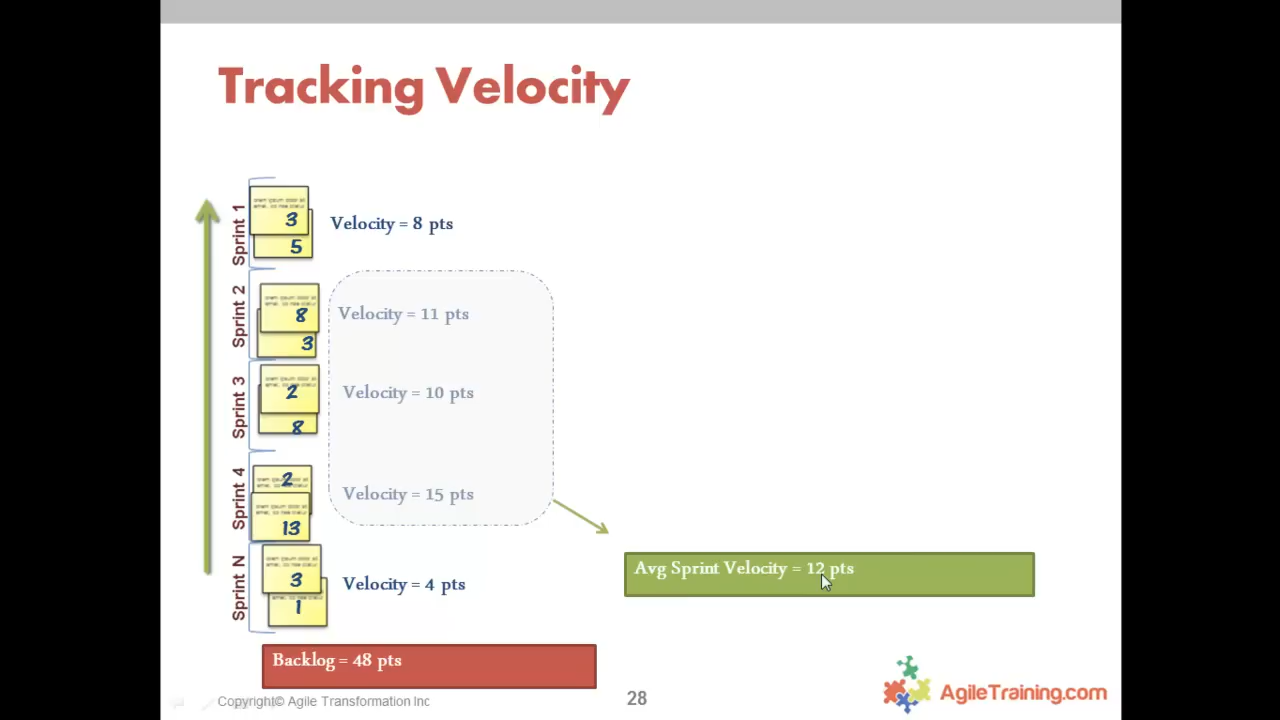 Tracking Velocity
Sprint 1
3
5
Velocity = 8 pts
Sprint 2
8
3
Velocity = 11 pts
Sprint 3
2
8
Velocity = 10 pts
Sprint 4
2
13
Velocity = 15 pts
Sprint N
3
1
Velocity = 4 pts
Avg Sprint Velocity = 12 pts
Backlog = 48 pts
Copyright© Agile Transformation Inc
28
AgileTraining.com